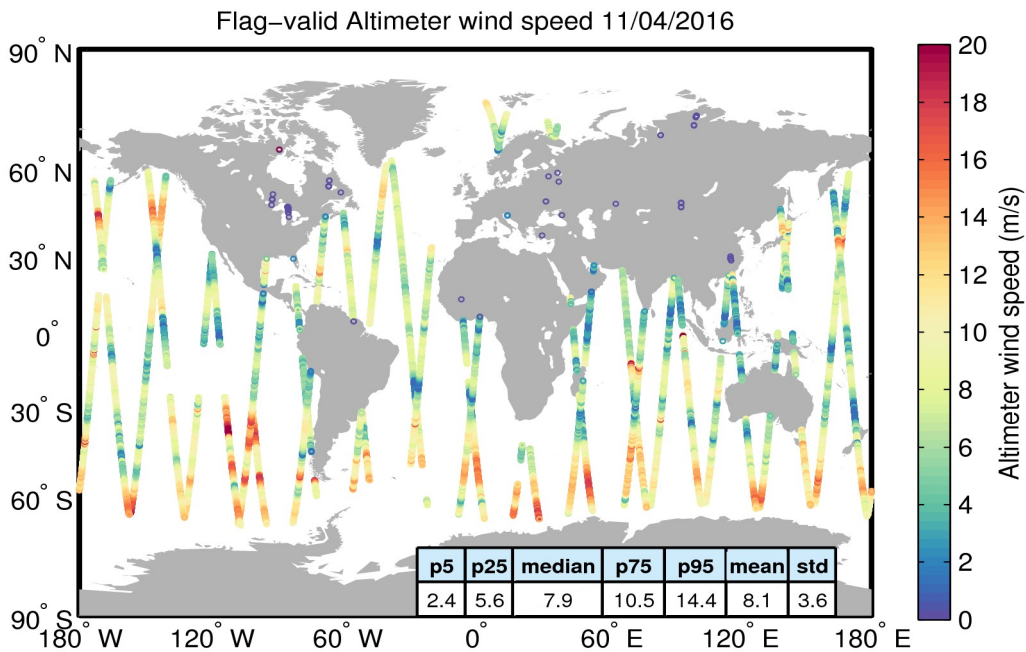 Flag−valid Altimeter wind speed 11/04/2016
90° N
60° N
30° N
0°
30° S
60° S
90° S
180° W
120° W
60° W
0°
60° E
120° E
180° E
p5 p25 median p75 p95 mean std
2.4 5.6 7.9 10.5 14.4 8.1 3.6
20
18
16
14
12
10
8
6
4
2
0
Altimeter wind speed (m/s)